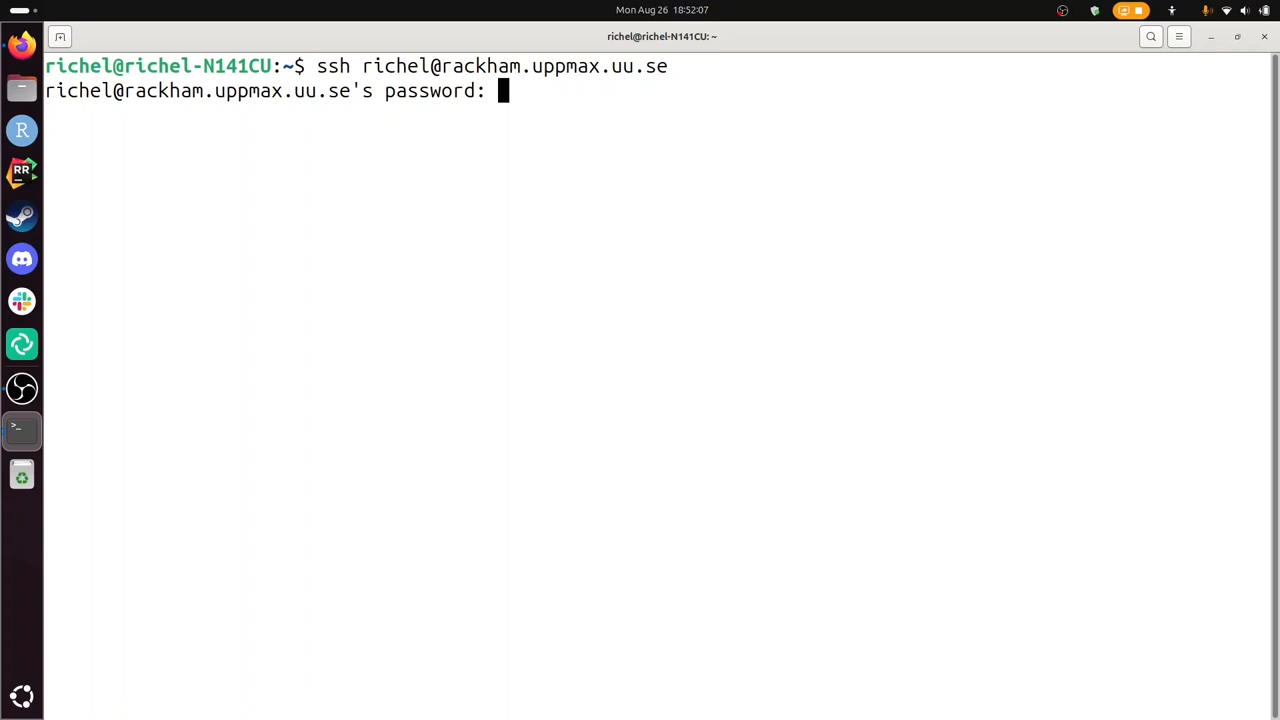 Mon Aug 26 18:52:07
richel@richel-N141CU: ~
richel@richel-N141CU:~$ ssh richel@rackham.uppmax.uu.se
richel@rackham.uppmax.uu.se's password:
R
RR
>_